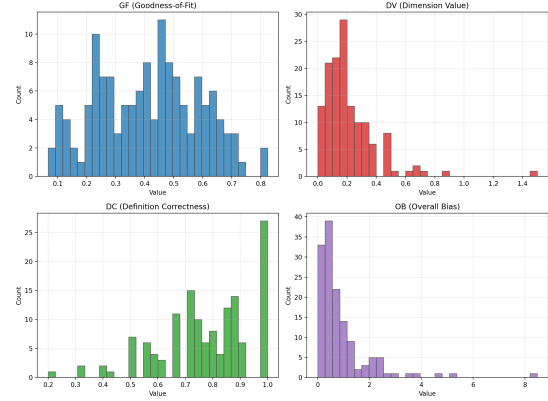 GF (Goodness-of-Fit)
10
8
6
4
2
0
Count
0.1 0.2 0.3 0.4 0.5 0.6 0.7 0.8
Value
DV (Dimension Value)
30
25
20
15
10
5
0
Count
0.0 0.2 0.4 0.6 0.8 1.0 1.2 1.4
Value
DC (Definition Correctness)
25
20
15
10
5
0
Count
0.2 0.3 0.4 0.5 0.6 0.7 0.8 0.9 1.0
Value
OB (Overall Bias)
40
35
30
25
20
15
10
5
0
Count
0 2 4 6 8
Value